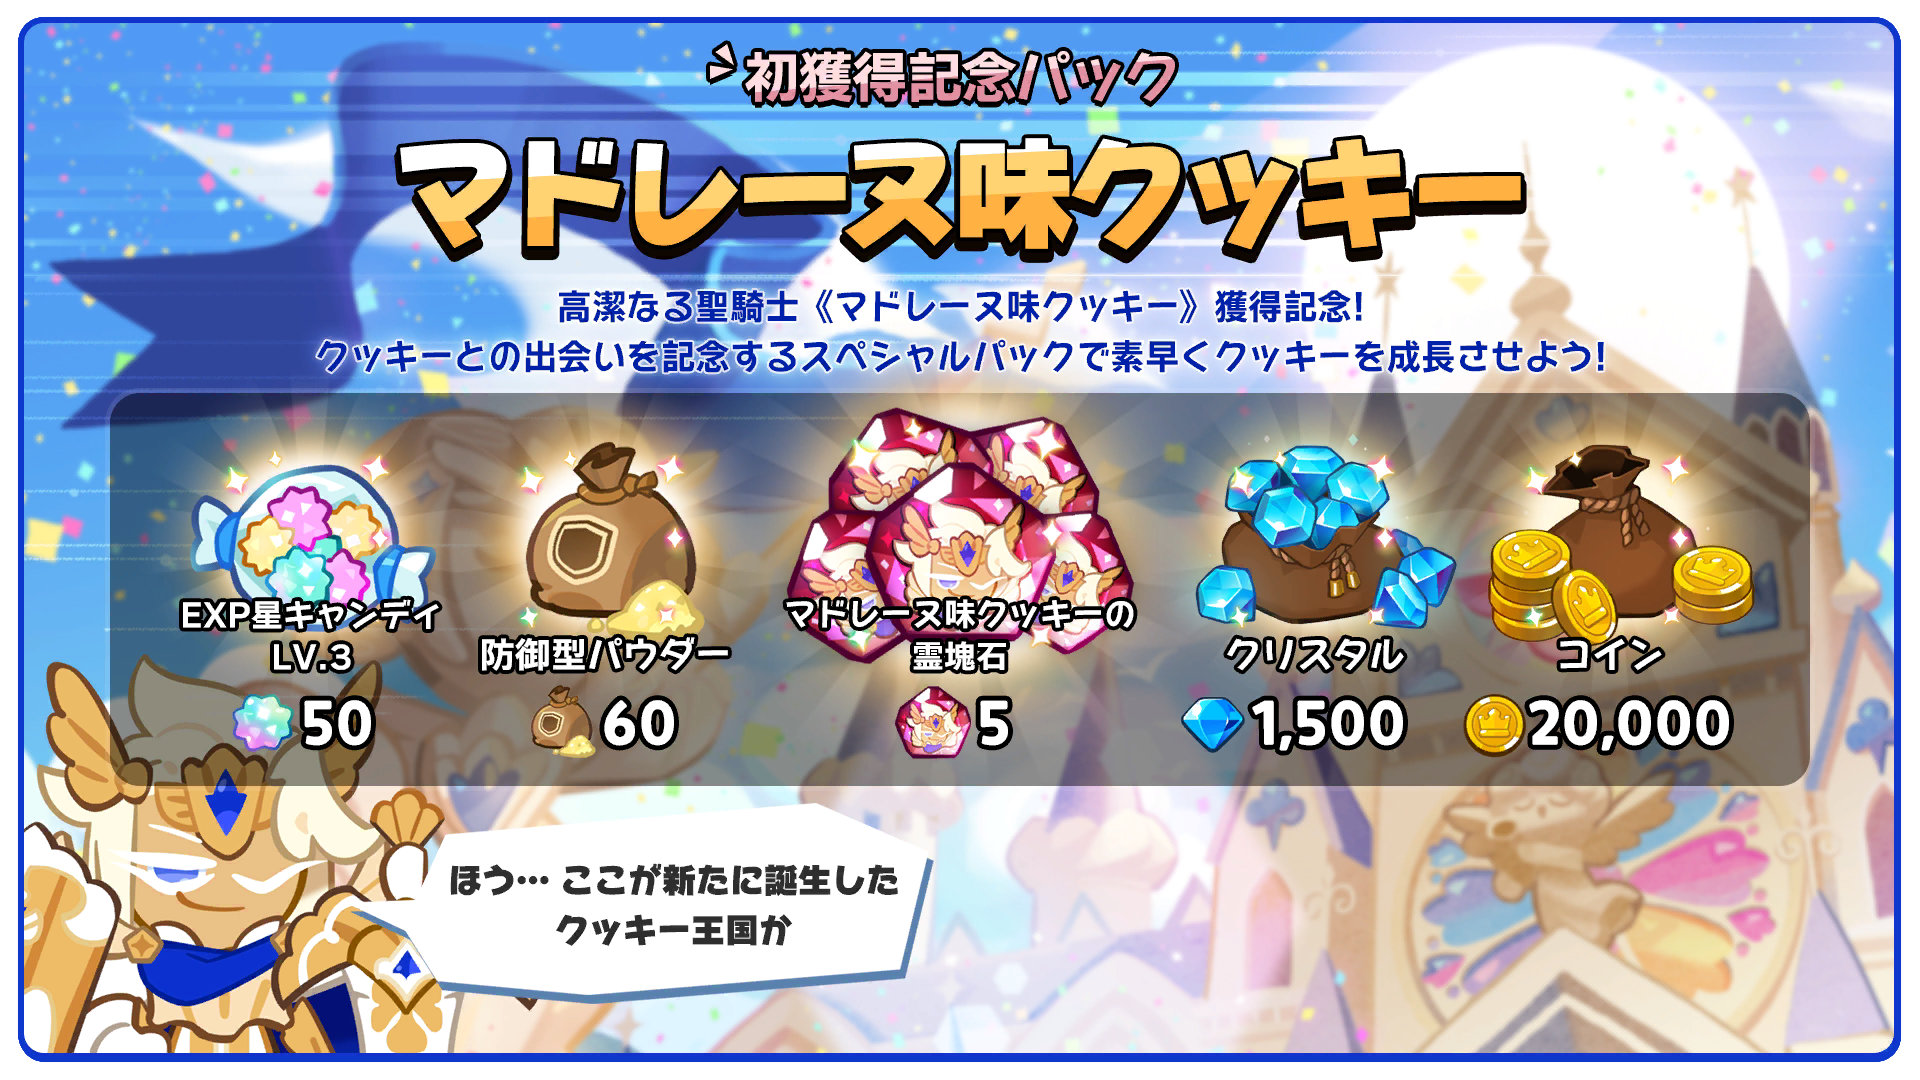 初獲得記念パック
マドレーヌ味クッキー
高潔なる聖騎士《マドレーヌ味クッキー》獲得記念!
クッキーとの出会いを記念するスペシャルパックで素早くクッキーを成長させよう!
EXP星キャンディ
LV.3
50
防御型パウダー
60
マドレーヌ味クッキーの
霊塊石
5
クリスタル
1,500
コイン
20,000
ほう… ここが新たに誕生した
クッキー王国か